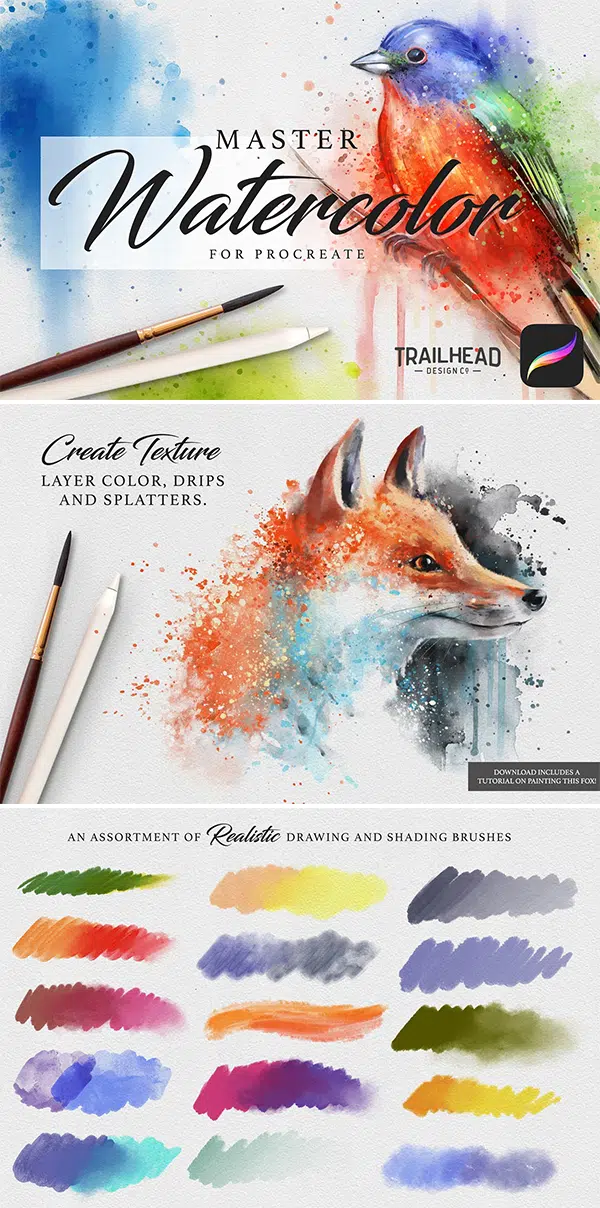 MASTER
Watercolor
FOR PROCREATE
TRAILHEAD
DESIGN CO
Create Texture
LAYER COLOR, DRIPS
AND SPLATTERS.
DOWNLOAD INCLUDES A
TUTORIAL ON PAINTING THIS FOX!
AN ASSORTMENT OF Realistic DRAWING AND SHADING BRUSHES